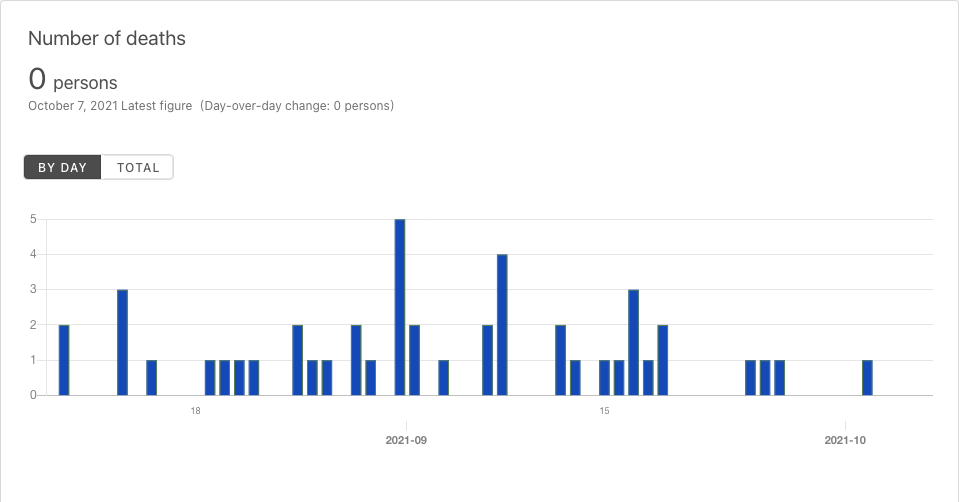 Number of deaths
0 persons
October 7, 2021 Latest figure (Day-over-day change: 0 persons)
BY DAY TOTAL
5
4
3
2
1
0
18 15
2021-09 2021-10